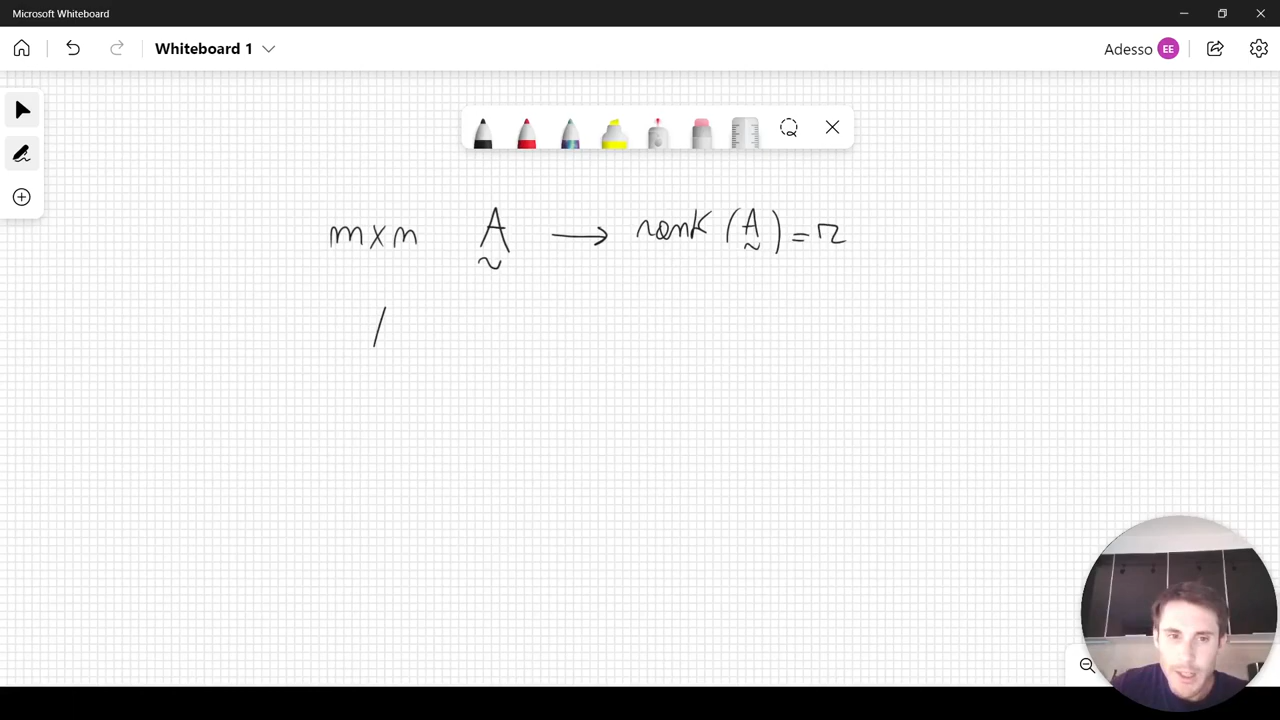 Microsoft Whiteboard
Whiteboard 1
Adesso EE
m×n A → rank (A) = r